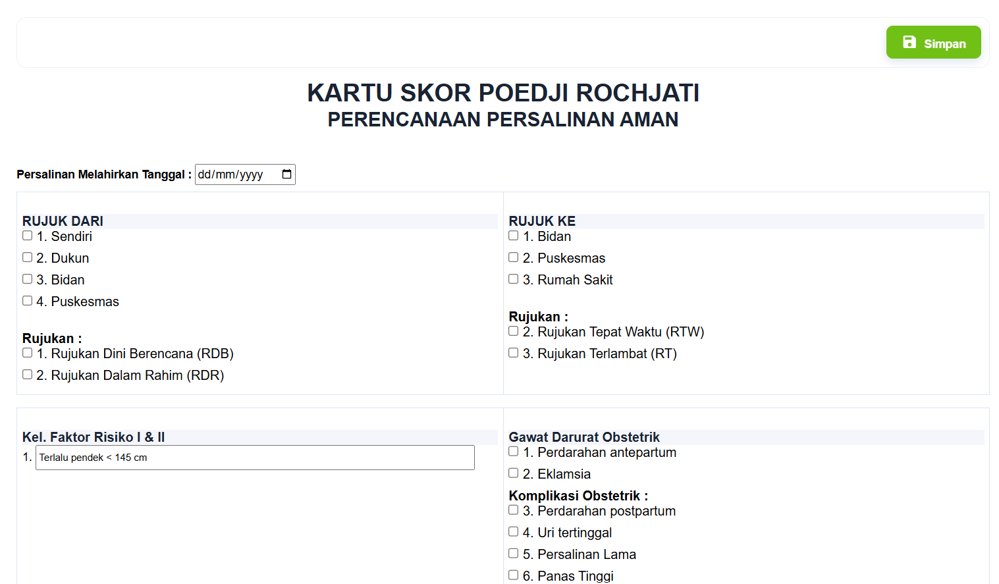 Simpan
KARTU SKOR POEDJI ROCHJATI
PERENCANAAN PERSALINAN AMAN
Persalinan Melahirkan Tanggal : dd/mm/yyyy
RUJUK DARI
1. Sendiri
2. Dukun
3. Bidan
4. Puskesmas
Rujukan :
1. Rujukan Dini Berencana (RDB)
2. Rujukan Dalam Rahim (RDR)
RUJUK KE
1. Bidan
2. Puskesmas
3. Rumah Sakit
Rujukan :
2. Rujukan Tepat Waktu (RTW)
3. Rujukan Terlambat (RT)
Kel. Faktor Risiko I & II
1. Terlalu pendek < 145 cm
Gawat Darurat Obstetrik
1. Perdarahan antepartum
2. Eklamsia
Komplikasi Obstetrik :
3. Perdarahan postpartum
4. Uri tertinggal
5. Persalinan Lama
6. Panas Tinggi